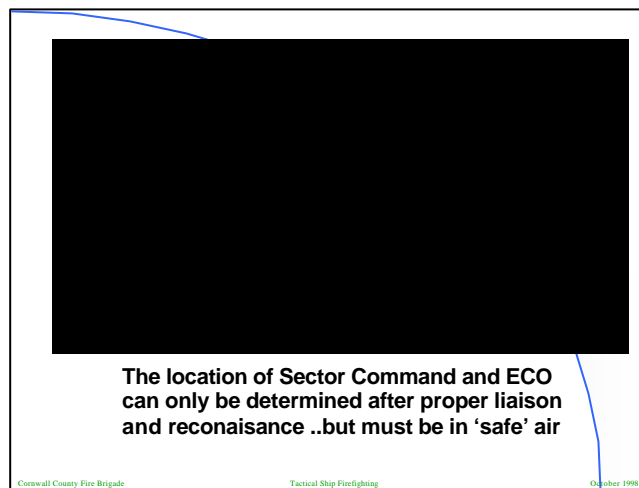 The location of Sector Command and ECO
can only be determined after proper liaison
and reconaisance ..but must be in ‘safe’ air
Cornwall County Fire Brigade Tactical Ship Firefighting October 1998